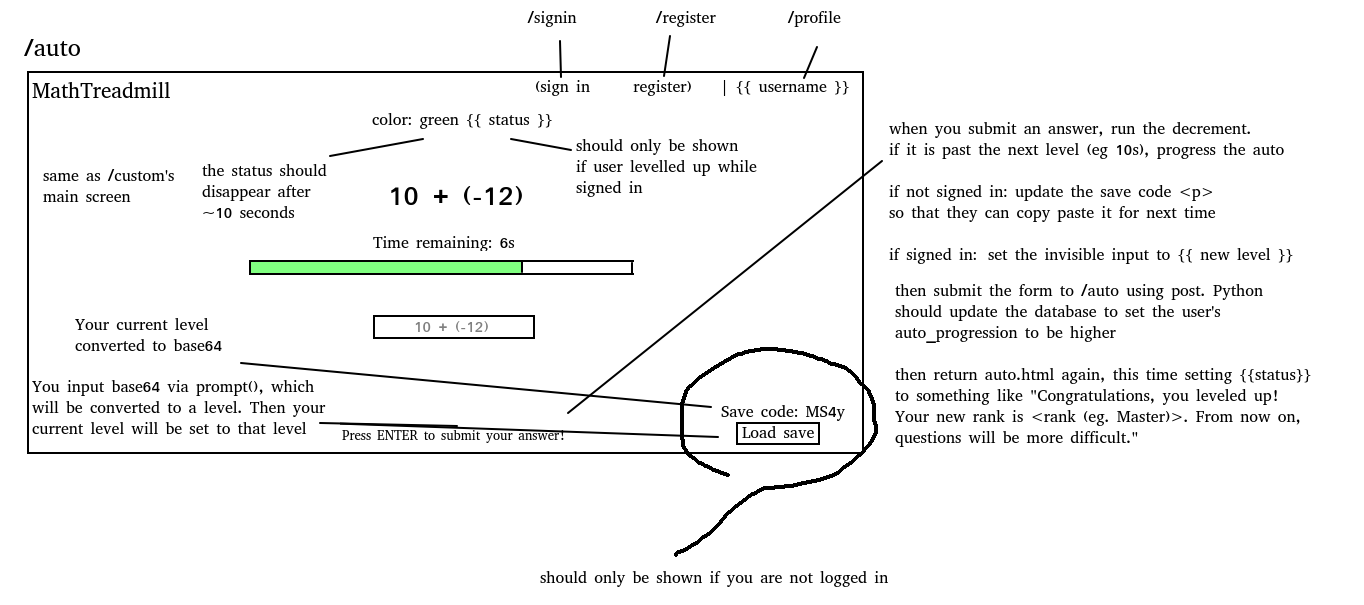 /signin /register /profile
/auto
MathTreadmill
(sign in register) | {{ username }}
color: green {{ status }}
should only be shown
if user levelled up while
signed in
the status should
disappear after
~10 seconds
same as /custom's
main screen
10 + (-12)
Time remaining: 6s
10 + (-12)
Your current level
converted to base64
You input base64 via prompt(), which
will be converted to a level. Then your
current level will be set to that level
Press ENTER to submit your answer!
Save code: MS4y
Load save
when you submit an answer, run the decrement.
if it is past the next level (eg 10s), progress the auto
if not signed in: update the save code <p>
so that they can copy paste it for next time
if signed in: set the invisible input to {{ new level }}
then submit the form to /auto using post. Python
should update the database to set the user's
auto_progression to be higher
then return auto.html again, this time setting {{status}}
to something like "Congratulations, you leveled up!
Your new rank is <rank (eg. Master)>. From now on,
questions will be more difficult."
should only be shown if you are not logged in